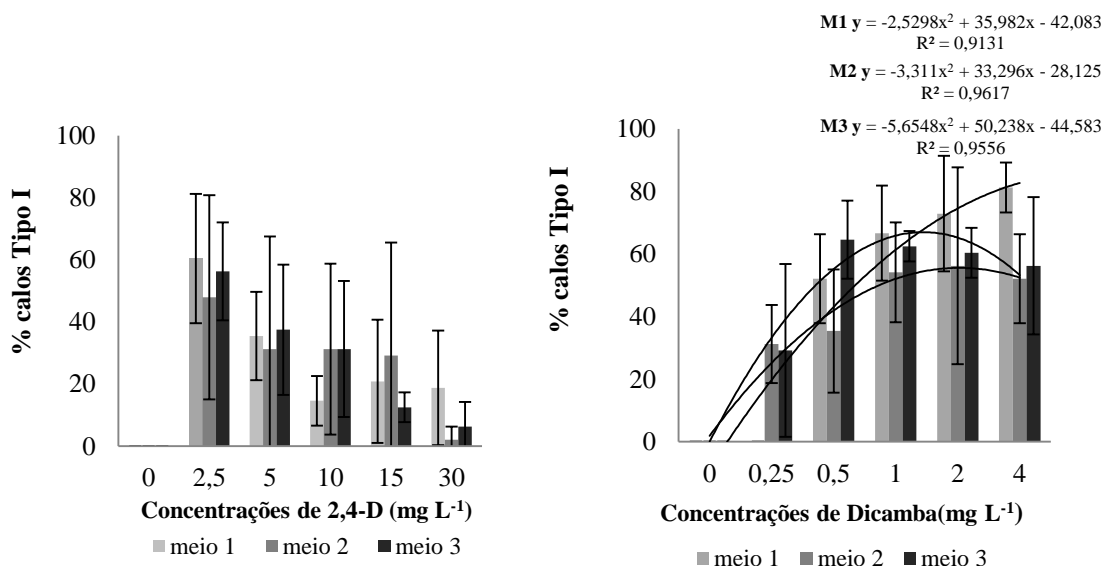 M1 y = -2,5298x² + 35,982x - 42,083
R² = 0,9131
M2 y = -3,311x² + 33,296x - 28,125
R² = 0,9617
M3 y = -5,6548x² + 50,238x - 44,583
R² = 0,9556
% calos Tipo I
100
80
60
40
20
0
0 2,5 5 10 15 30
Concentrações de 2,4-D (mg L⁻¹)
meio 1 meio 2 meio 3
% calos Tipo I
100
80
60
40
20
0
0 0,25 0,5 1 2 4
Concentrações de Dicamba(mg L⁻¹)
meio 1 meio 2 meio 3